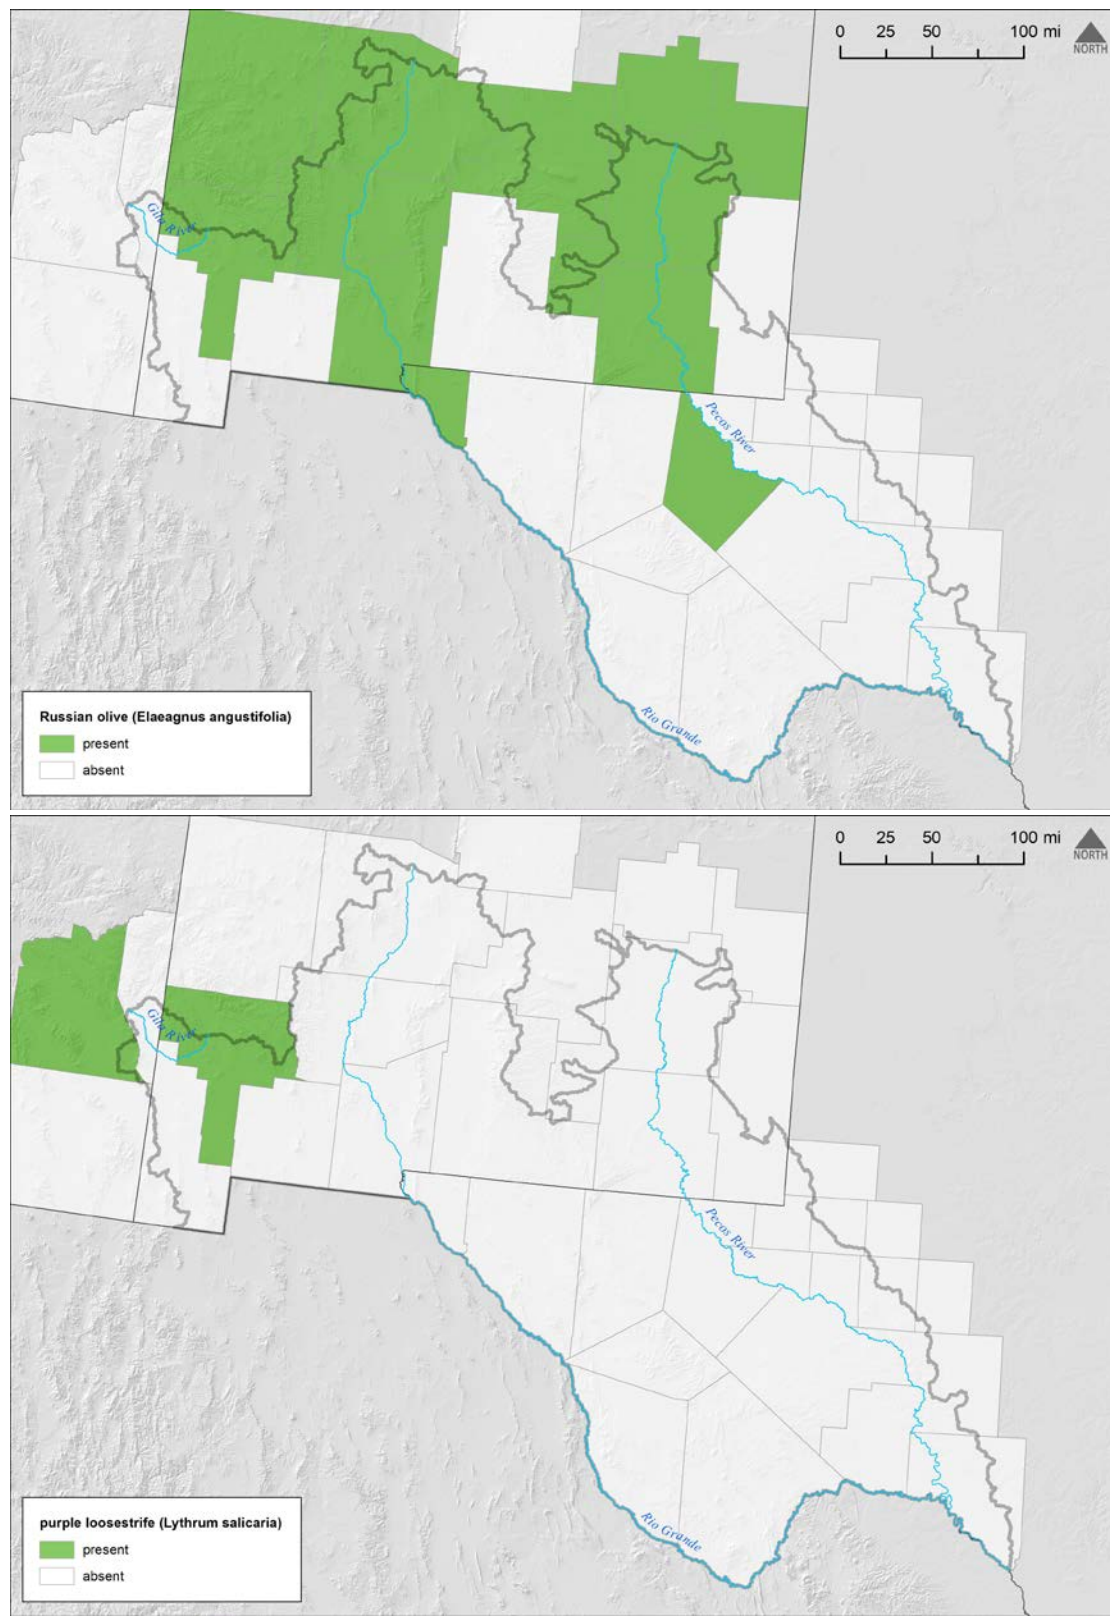 0 25 50 100 mi
NORTH
Gila River
Pecos River
Rio Grande
Russian olive (Elaeagnus angustifolia)
present
absent
0 25 50 100 mi
NORTH
Gila River
Pecos River
Rio Grande
purple loosestrife (Lythrum salicaria)
present
absent